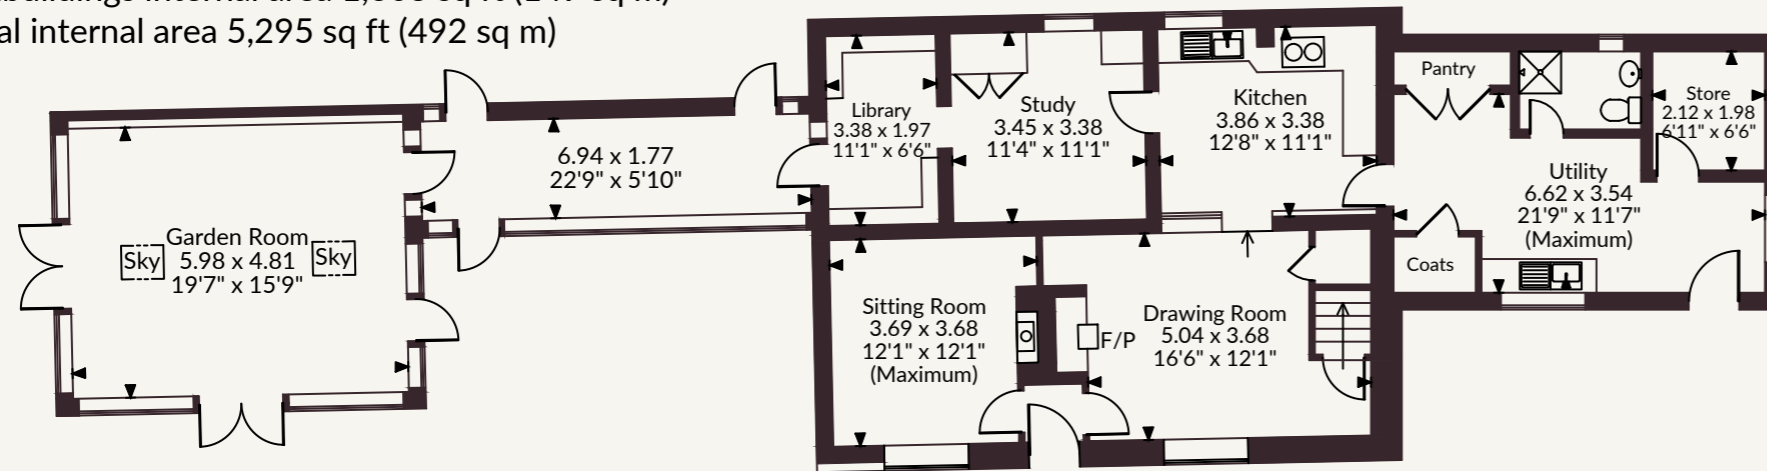 al internal area 5,295 sq ft (492 sq m)
Library
3.38 x 1.97
11'1" x 6'6"
Study
3.45 x 3.38
11'4" x 11'1"
Kitchen
3.86 x 3.38
12'8" x 11'1"
Pantry
Store
2.12 x 1.98
6'11" x 6'6"
6.94 x 1.77
22'9" x 5'10"
Utility
6.62 x 3.54
21'9" x 11'7"
(Maximum)
Garden Room
Sky
5.98 x 4.81
Sky
19'7" x 15'9"
Coats
Sitting Room
3.69 x 3.68
12'1" x 12'1"
(Maximum)
Drawing Room
5.04 x 3.68
16'6" x 12'1"
F/P